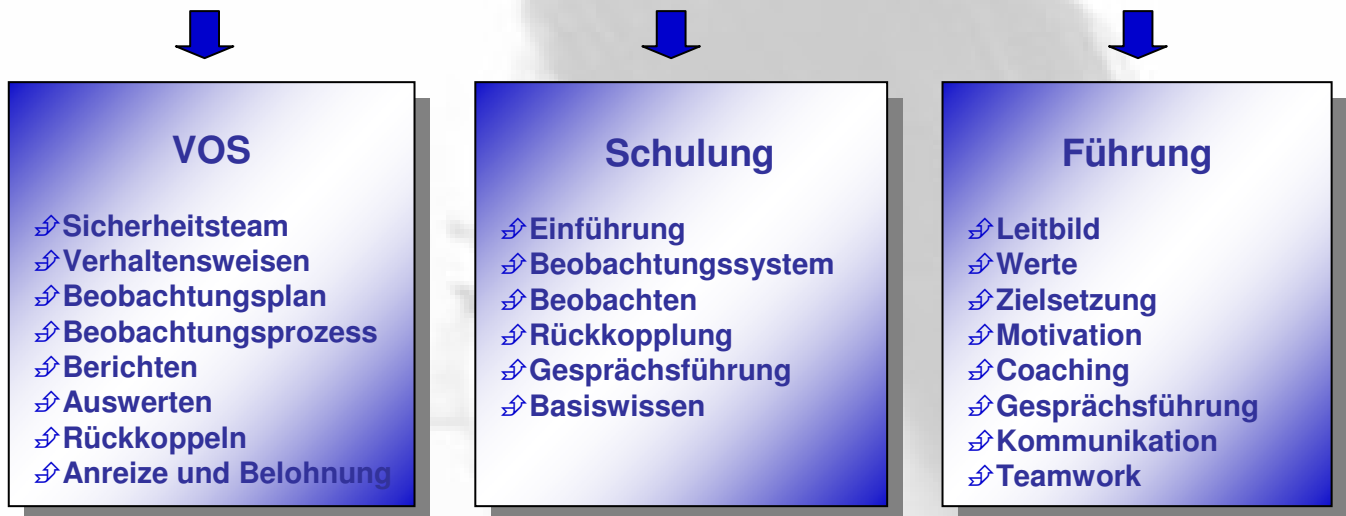 VOS
Sicherheitsteam
Verhaltensweisen
Beobachtungsplan
Beobachtungsprozess
Berichten
Auswerten
Rückkoppeln
Anreize und Belohnung
Schulung
Einführung
Beobachtungssystem
Beobachten
Rückkopplung
Gesprächsführung
Basiswissen
Führung
Leitbild
Werte
Zielsetzung
Motivation
Coaching
Gesprächsführung
Kommunikation
Teamwork